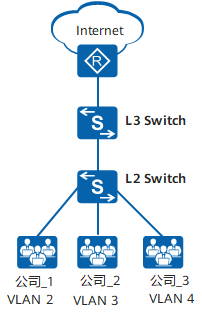 Internet
R
S
L3 Switch
S
L2 Switch
公司_1
公司_2
公司_3
VLAN 2
VLAN 3
VLAN 4